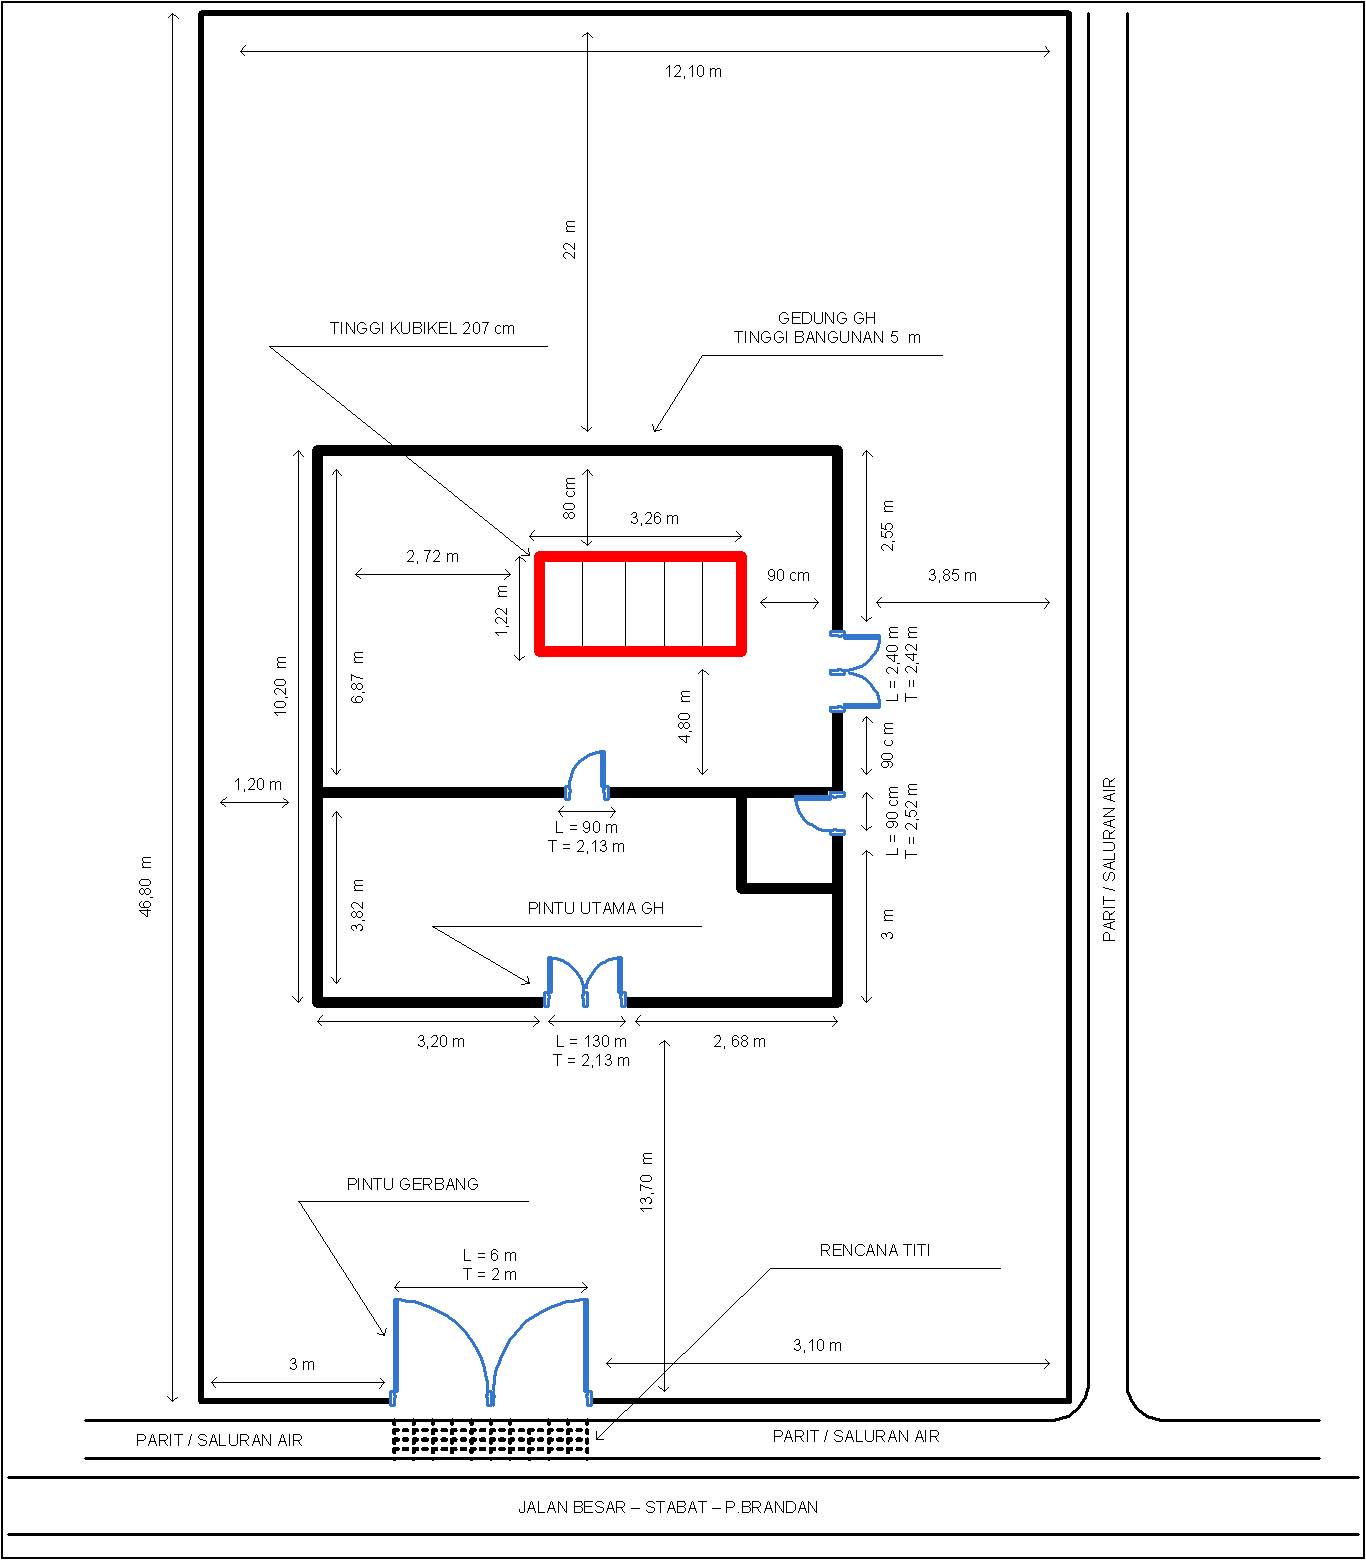 12,10 m
22 m
TINGGI KUBIKEL 207 cm
GEDUNG GH
TINGGI BANGUNAN 5 m
80 cm
3,26 m
2,55 m
2, 72 m
90 cm
3,85 m
1,22 m
L = 2,40 m
T = 2,42 m
10,20 m
6,87 m
4,80 m
90 c m
1,20 m
L = 90 cm
T = 2,52 m
L = 90 m
T = 2,13 m
PARIT / SALURAN AIR
46,80 m
3,82 m
PINTU UTAMA GH
3 m
3,20 m
L = 130 m
T = 2,13 m
2, 68 m
13,70 m
PINTU GERBANG
L = 6 m
T = 2 m
RENCANA TITI
3,10 m
3 m
PARIT / SALURAN AIR
PARIT / SALURAN AIR
JALAN BESAR – STABAT – P.BRANDAN